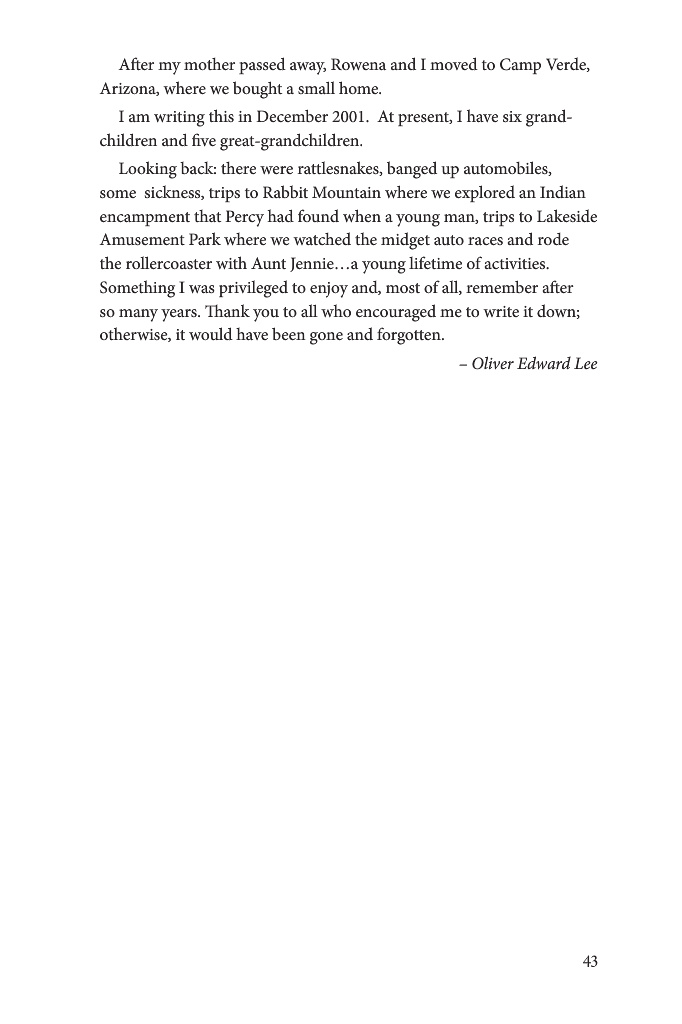 After my mother passed away, Rowena and I moved to Camp Verde,
Arizona, where we bought a small home.
I am writing this in December 2001.  At present, I have six grand-
children and five great-grandchildren.
Looking back: there were rattlesnakes, banged up automobiles,
some  sickness, trips to Rabbit Mountain where we explored an Indian
encampment that Percy had found when a young man, trips to Lakeside
Amusement Park where we watched the midget auto races and rode
the rollercoaster with Aunt Jennie…a young lifetime of activities.
Something I was privileged to enjoy and, most of all, remember after
so many years. Thank you to all who encouraged me to write it down;
otherwise, it would have been gone and forgotten.
– Oliver Edward Lee
43